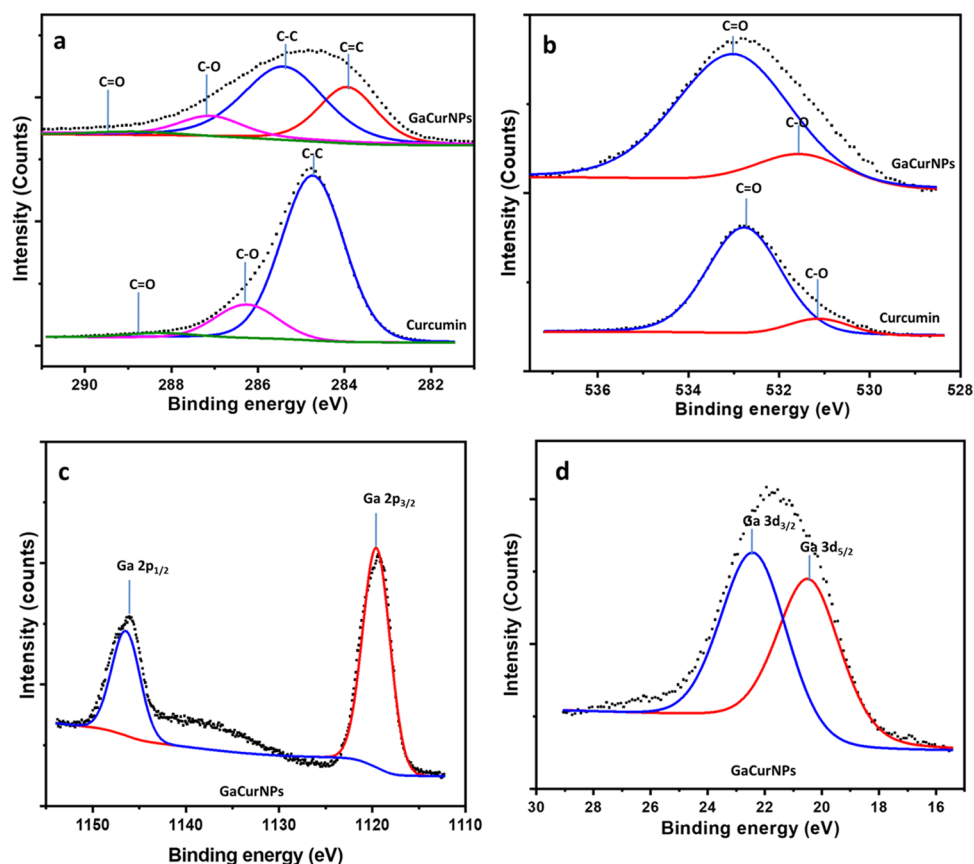 a
C-C
C=C
C-O
C=O
GaCurNPs
C-C
C-O
C=O
Curcumin
Intensity (Counts)
290 288 286 284 282
Binding energy (eV)
b
C=O
C-O
GaCurNPs
C=O
C-O
Curcumin
Intensity (Counts)
536 534 532 530 528
Binding energy (eV)
c
Ga 2p3/2
Ga 2p1/2
GaCurNPs
Intensity (counts)
1150 1140 1130 1120 1110
Binding energy (eV)
d
Ga 3d3/2
Ga 3d5/2
GaCurNPs
Intensity (Counts)
30 28 26 24 22 20 18 16
Binding energy (eV)